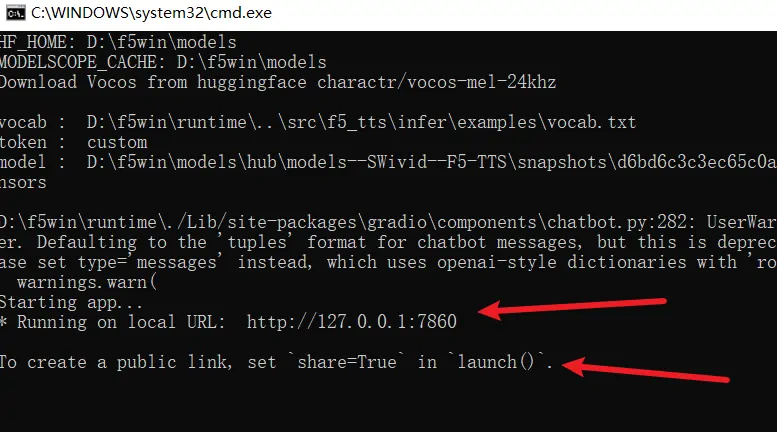 C:\WINDOWS\system32\cmd.exe
HF_HOME: D:\f5win\models
MODELSCOPE_CACHE: D:\f5win\models
Download Vocos from huggingface charactr/vocos-mel-24khz
vocab :  D:\f5win\runtime\..\src\f5_tts\infer\examples\vocab.txt
token :  custom
model :  D:\f5win\models\hub\models--SWivid--F5-TTS\snapshots\d6bd6c3c3ec65c0a
nsors
D:\f5win\runtime\./Lib/site-packages\gradio\components\chatbot.py:282: UserWar
er. Defaulting to the 'tuples' format for chatbot messages, but this is deprec
ase set type='messages' instead, which uses openai-style dictionaries with 'ro
warnings.warn(
Starting app...
* Running on local URL:  http://127.0.0.1:7860
To create a public link, set `share=True` in `launch()`.